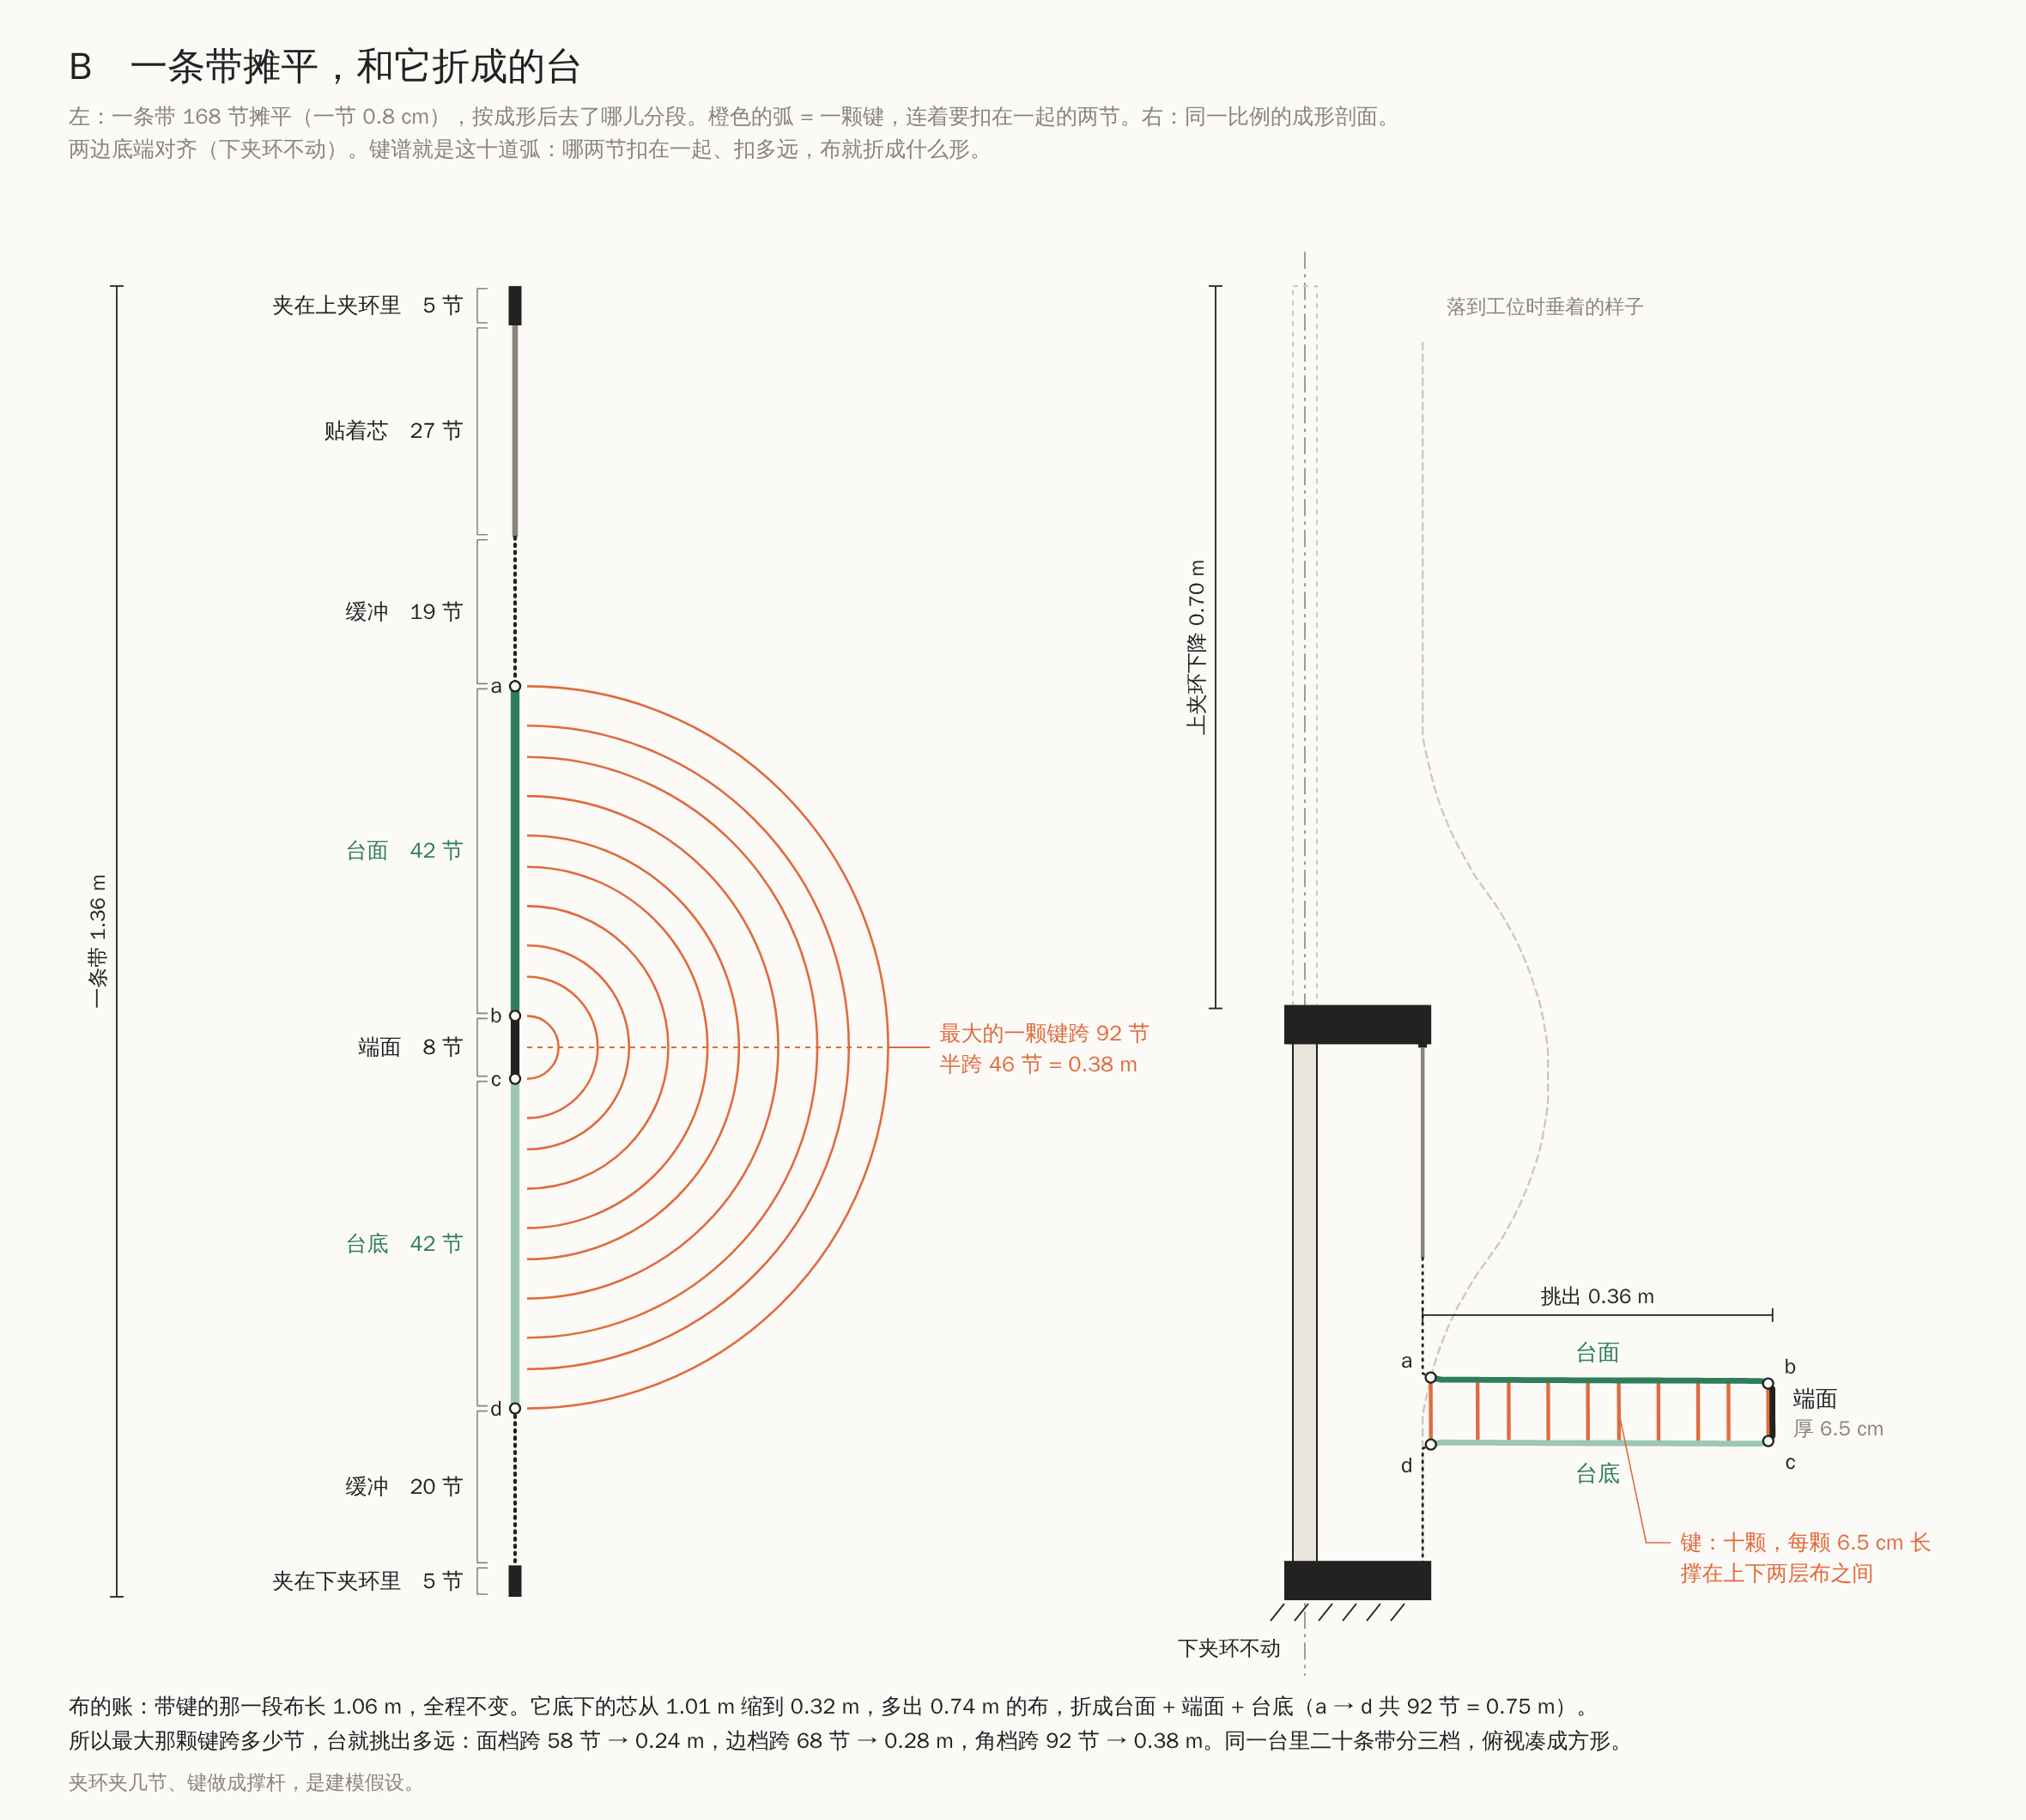 B 一条带摊平，和它折成的台
左：一条带 168 节摊平（一节 0.8 cm），按成形后去了哪儿分段。橙色的弧 = 一颗键，连着要扣在一起的两节。右：同一比例的成形剖面。
两边底端对齐（下夹环不动）。键谱就是这十道弧：哪两节扣在一起、扣多远，布就折成什么形。
一条带 1.36 m
夹在上夹环里 5 节
贴着芯 27 节
缓冲 19 节
a
台面 42 节
b
端面 8 节
c
台底 42 节
d
缓冲 20 节
夹在下夹环里 5 节
最大的一颗键跨 92 节
半跨 46 节 = 0.38 m
上夹环下降 0.70 m
落到工位时垂着的样子
挑出 0.36 m
台面
a
b
端面
厚 6.5 cm
d
c
台底
键：十颗，每颗 6.5 cm 长
撑在上下两层布之间
下夹环不动
布的账：带键的那一段布长 1.06 m，全程不变。它底下的芯从 1.01 m 缩到 0.32 m，多出 0.74 m 的布，折成台面 + 端面 + 台底（a → d 共 92 节 = 0.75 m）。
所以最大那颗键跨多少节，台就挑出多远：面档跨 58 节 → 0.24 m，边档跨 68 节 → 0.28 m，角档跨 92 节 → 0.38 m。同一台里二十条带分三档，俯视凑成方形。
夹环夹几节、键做成撑杆，是建模假设。